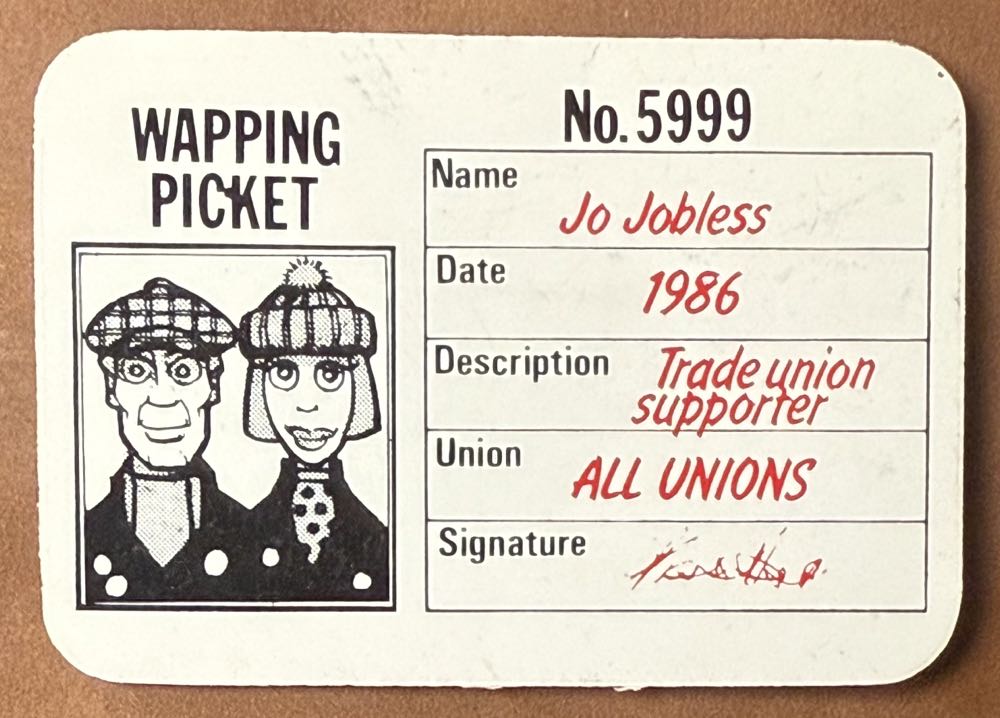 WAPPING
PICKET
No. 5999
Name
Jo Jobless
Date
1986
Description
Trade union
supporter
Union
ALL UNIONS
Signature